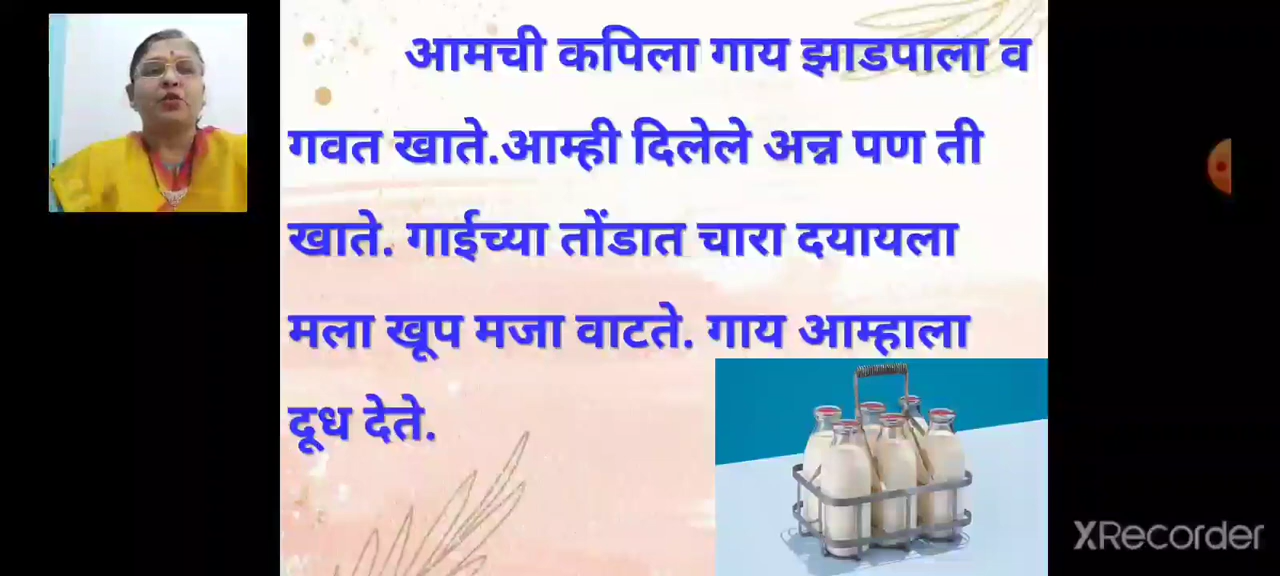 आमची कपिला गाय झाडपाला व
गवत खाते.आम्ही दिलेले अन्न पण ती
खाते. गाईच्या तोंडात चारा दयायला
मला खूप मजा वाटते. गाय आम्हाला
दूध देते.
XRecorder